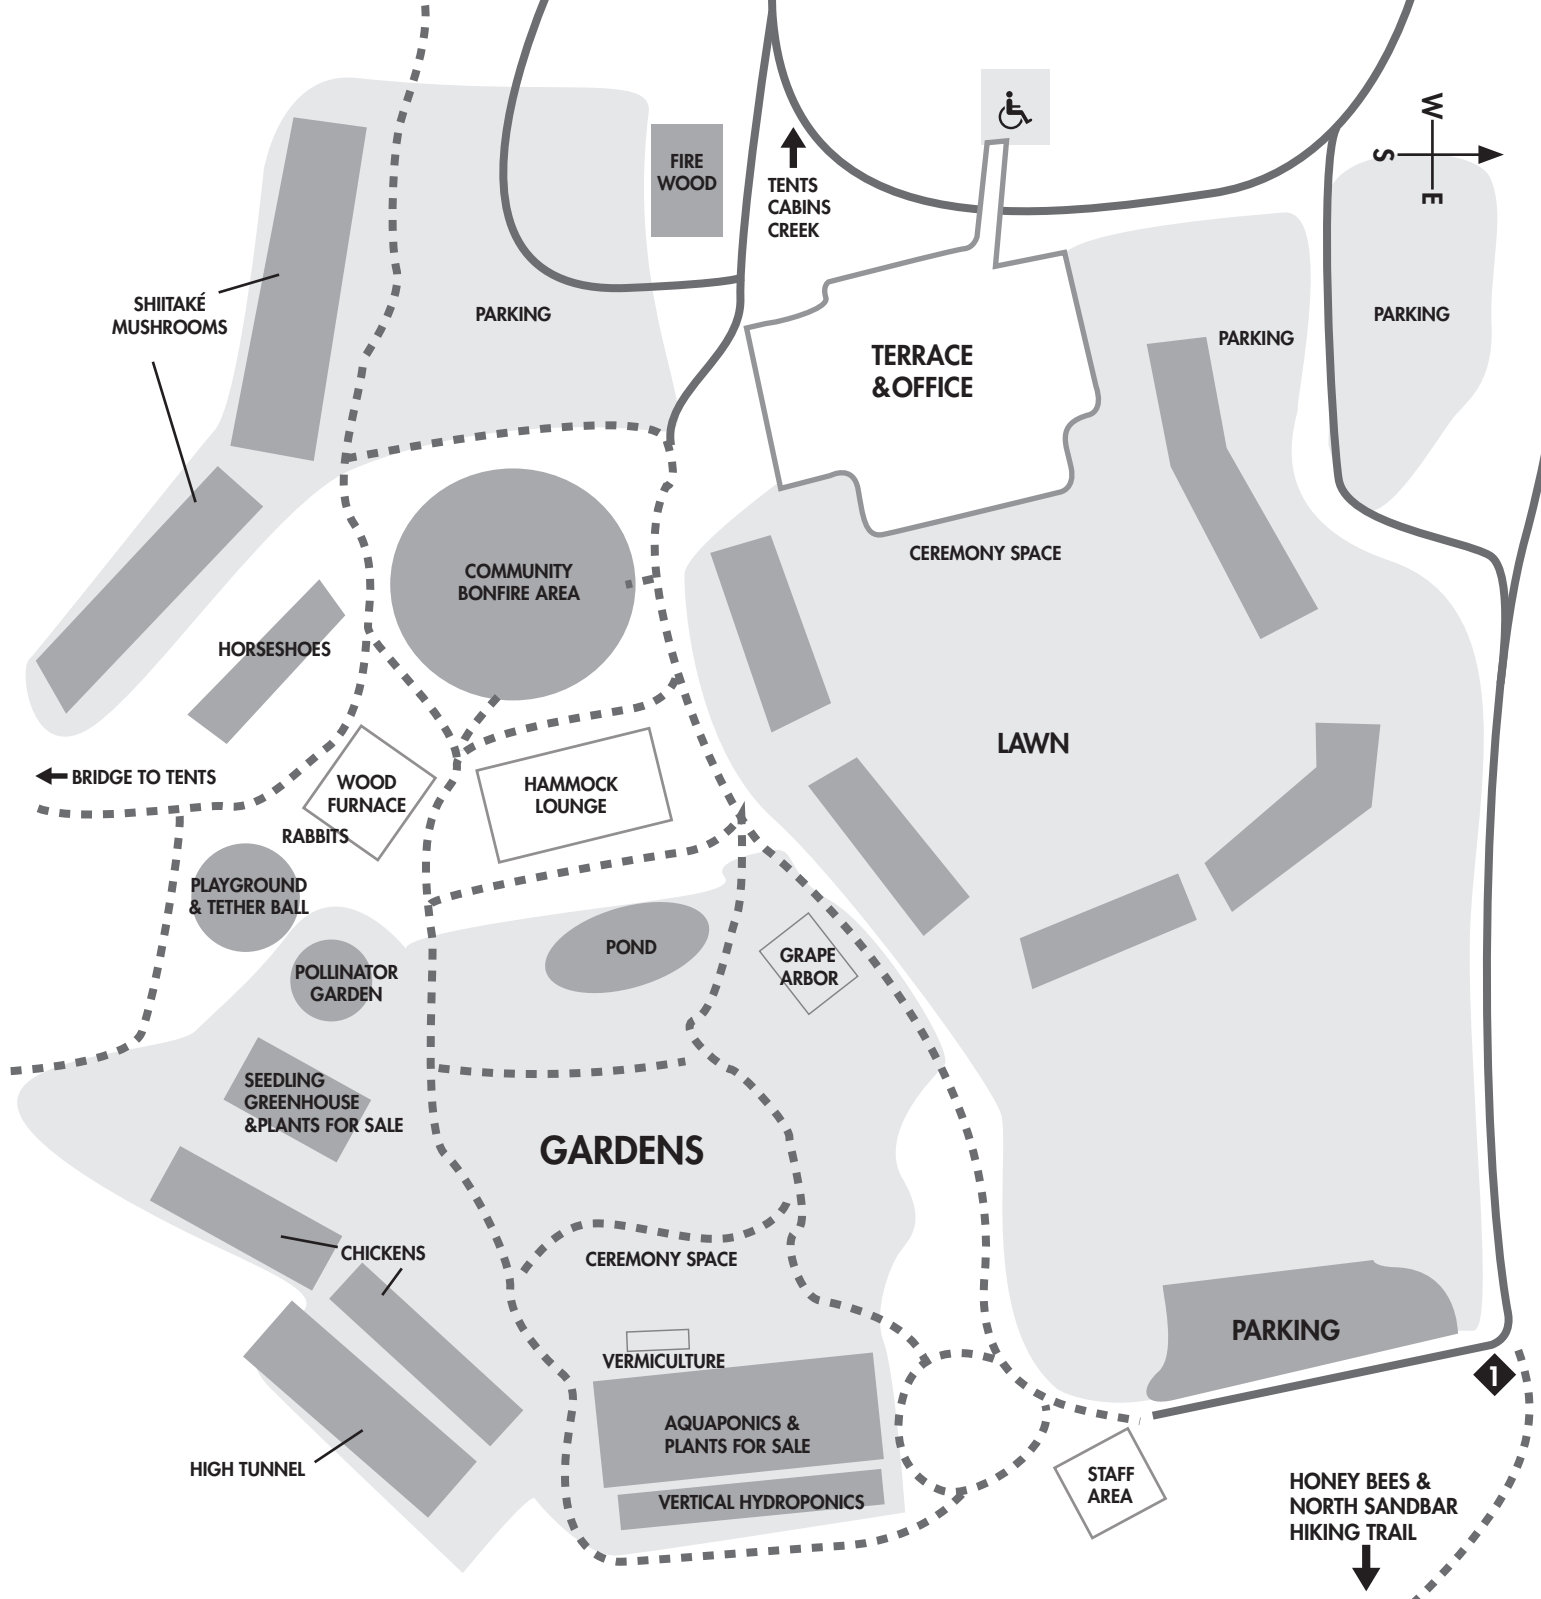 W
S
E
FIRE
WOOD
TENTS
CABINS
CREEK
SHIITAKÉ
MUSHROOMS
PARKING
TERRACE
&OFFICE
PARKING
PARKING
CEREMONY SPACE
COMMUNITY
BONFIRE AREA
HORSESHOES
LAWN
BRIDGE TO TENTS
WOOD
FURNACE
HAMMOCK
LOUNGE
RABBITS
PLAYGROUND
& TETHER BALL
POND
GRAPE
ARBOR
POLLINATOR
GARDEN
SEEDLING
GREENHOUSE
&PLANTS FOR SALE
GARDENS
CHICKENS
CEREMONY SPACE
PARKING
VERMICULTURE
1
AQUAPONICS &
PLANTS FOR SALE
HIGH TUNNEL
STAFF
AREA
VERTICAL HYDROPONICS
HONEY BEES &
NORTH SANDBAR
HIKING TRAIL